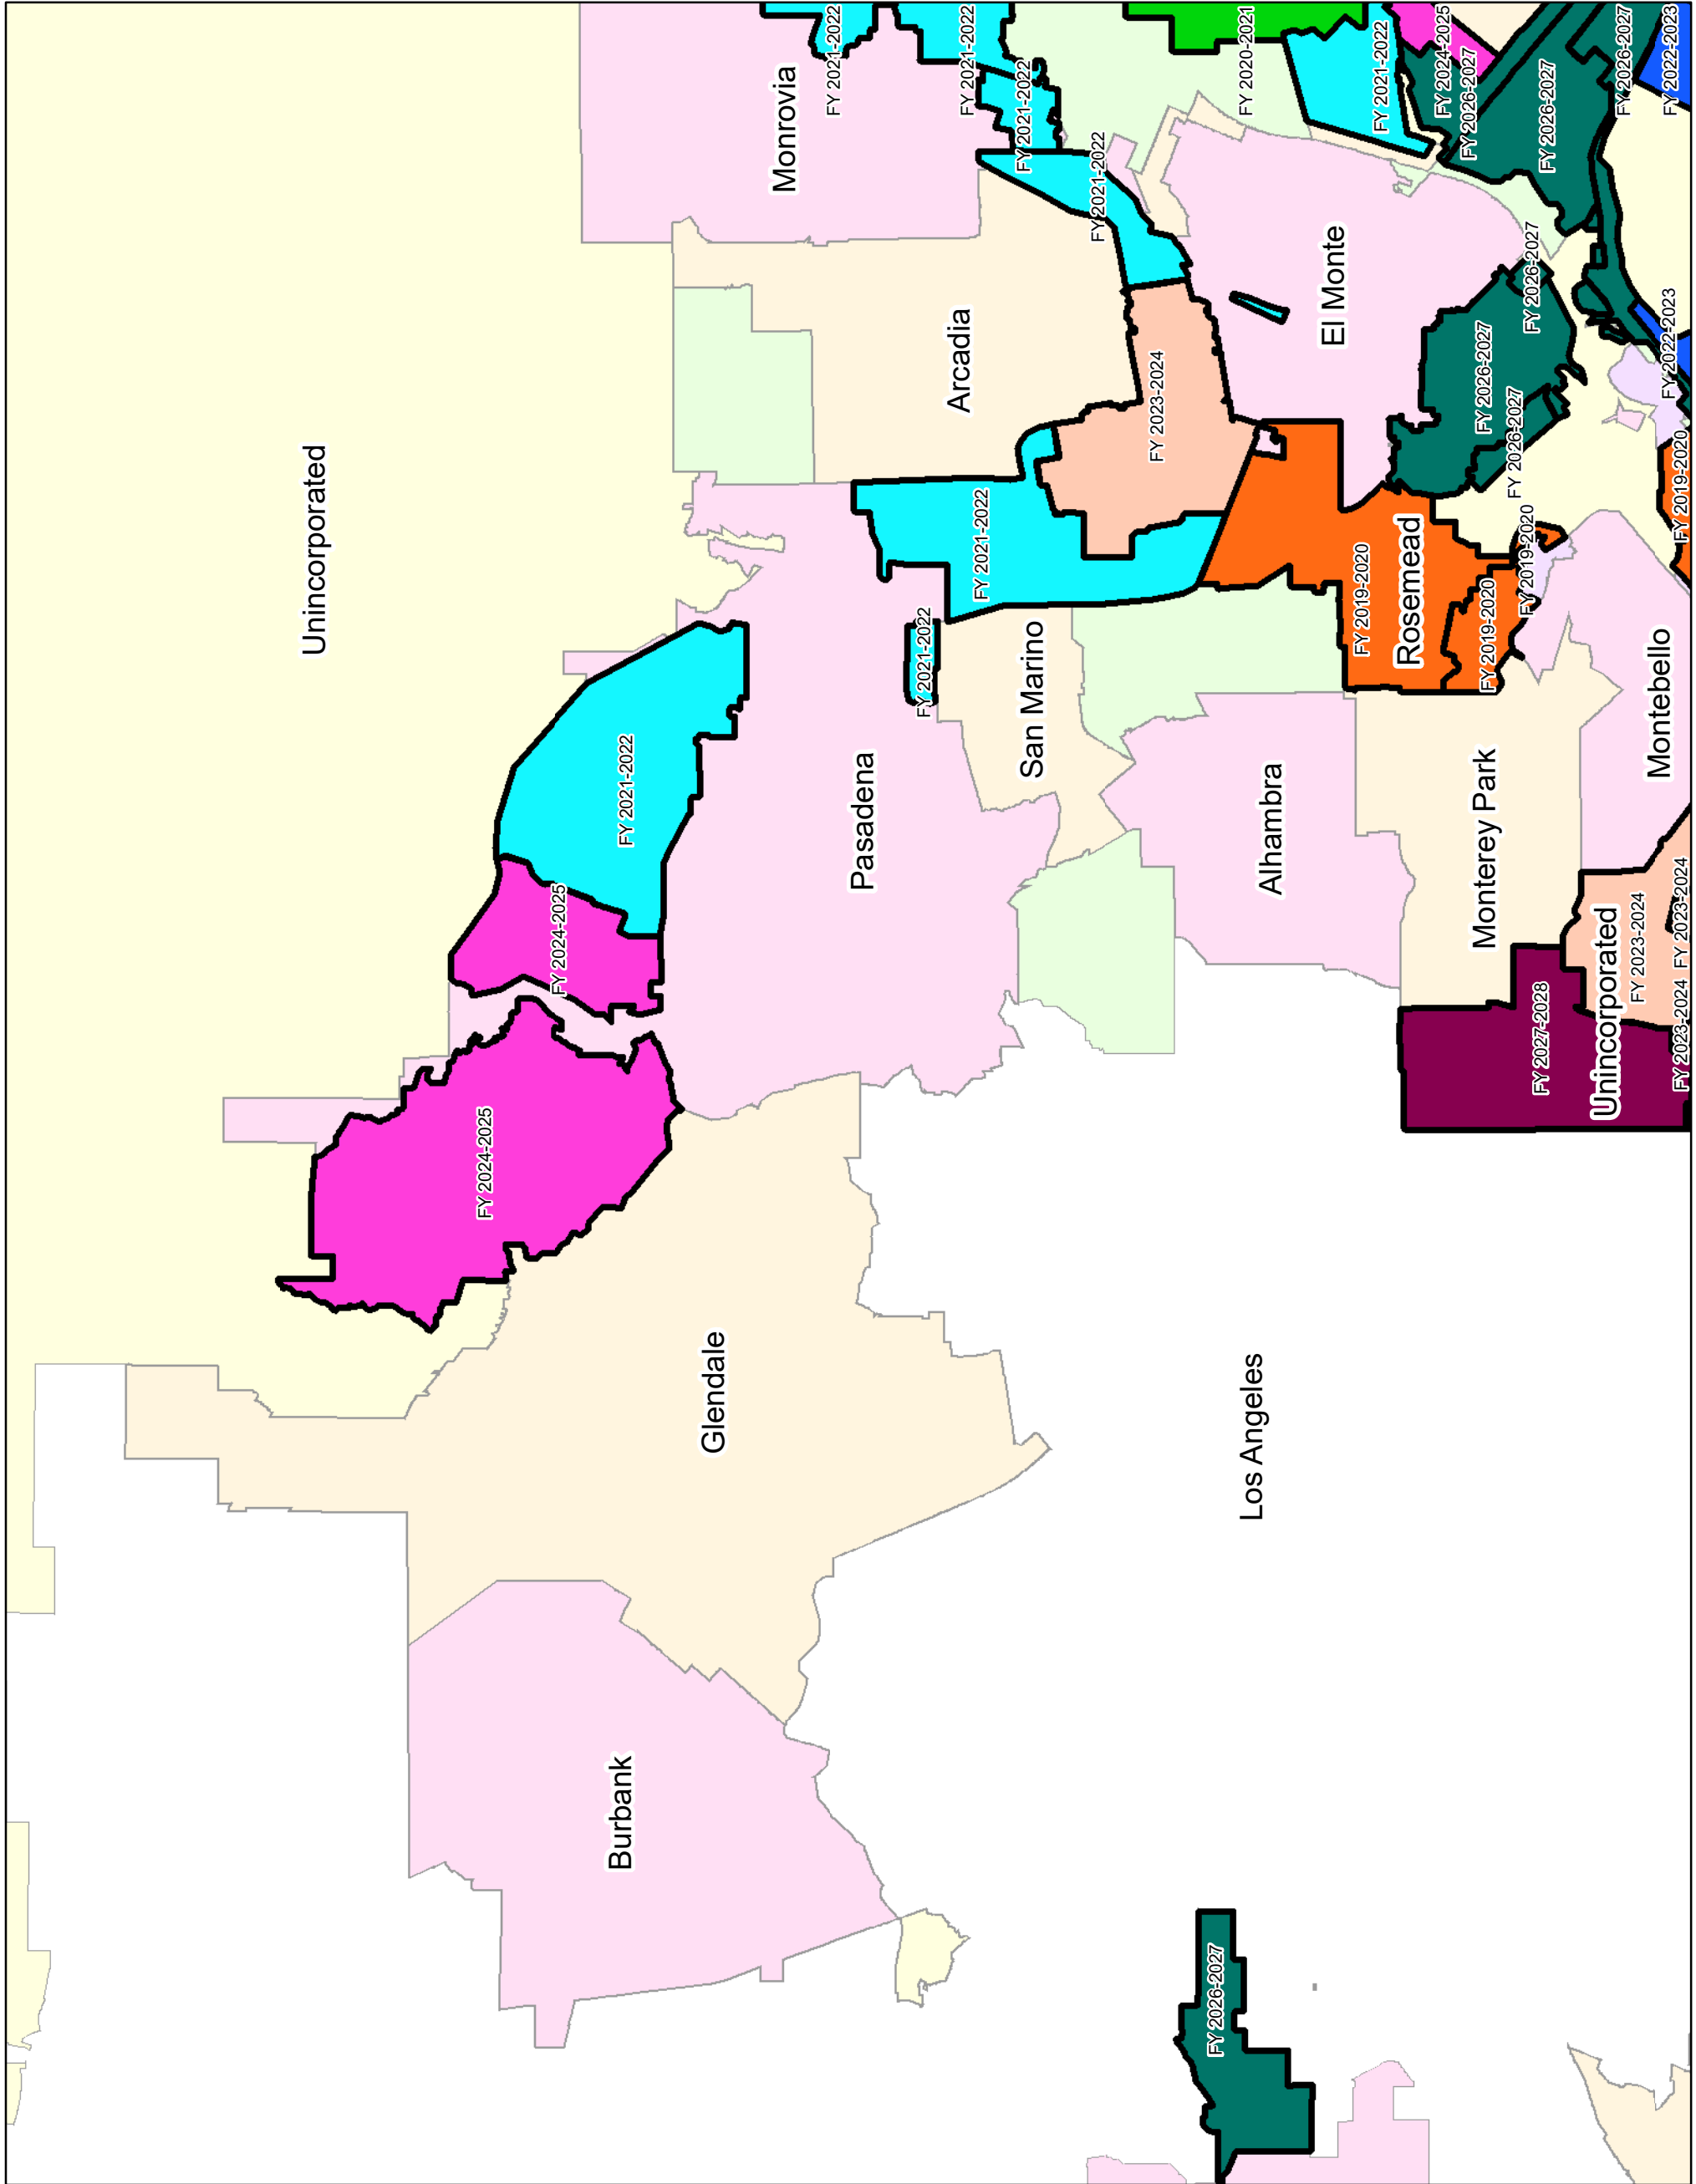 Unincorporated
Monrovia
FY 2021-2022
FY 2021-2022
FY 2021-2022
FY 2021-2022
FY 2020-2021
FY 2021-2022
FY 2024-2025
FY 2026-2027
FY 2026-2027
FY 2026-2027
FY 2022-2023
Arcadia
El Monte
FY 2023-2024
FY 2026-2027
FY 2026-2027
FY 2026-2027
FY 2022-2023
FY 2019-2020
FY 2021-2022
FY 2021-2022
FY 2019-2020
Rosemead
FY 2019-2020
FY 2019-2020
FY 2021-2022
FY 2024-2025
FY 2024-2025
Pasadena
San Marino
Alhambra
Monterey Park
Montebello
FY 2027-2028
Unincorporated
FY 2023-2024
FY 2023-2024
FY 2023-2024
Glendale
Los Angeles
Burbank
FY 2026-2027